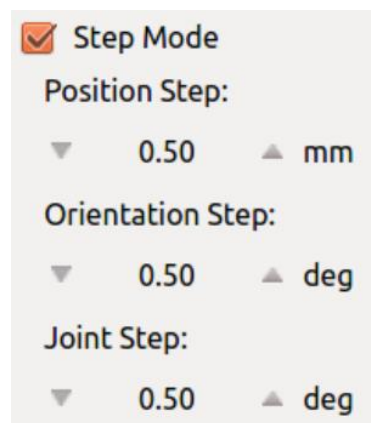 Step Mode
Position Step:
0.50 mm
Orientation Step:
0.50 deg
Joint Step:
0.50 deg